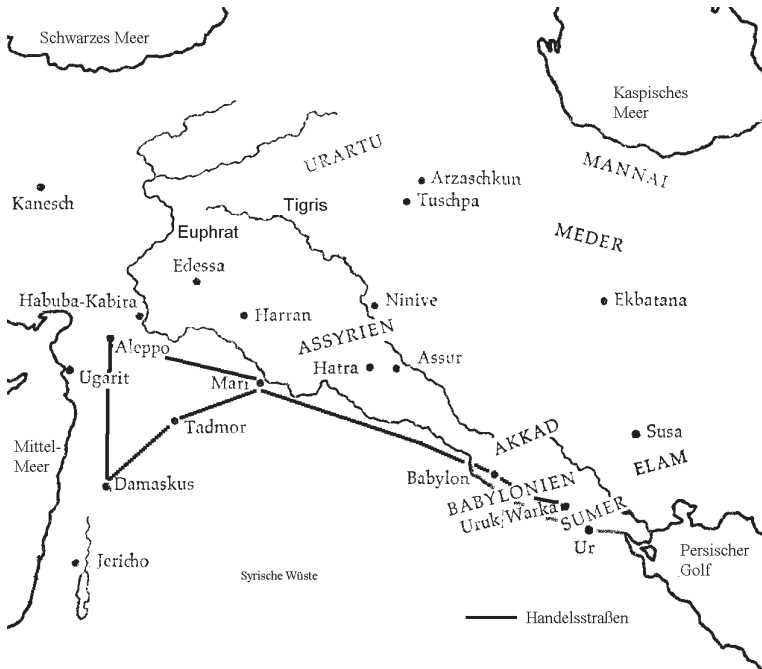 Schwarzes Meer
Kaspisches
Meer
URARTU
MANNAI
Arzaschkun
Kanesch
Tuschpa
Tigris
Euphrat
MEDER
Edessa
Habuba-Kabira
Ninive
Ekbatana
Harran
ASSYRIEN
Aleppo
Assur
Hatra
Ugarit
Mari
Tadmor
AKKAD
Susa
Mittel-
Meer
ELAM
Babylon
Damaskus
BABYLONIEN
Uruk/Warka
SUMER
Ur
Persischer
Golf
Jericho
Syrische Wüste
Handelsstraßen